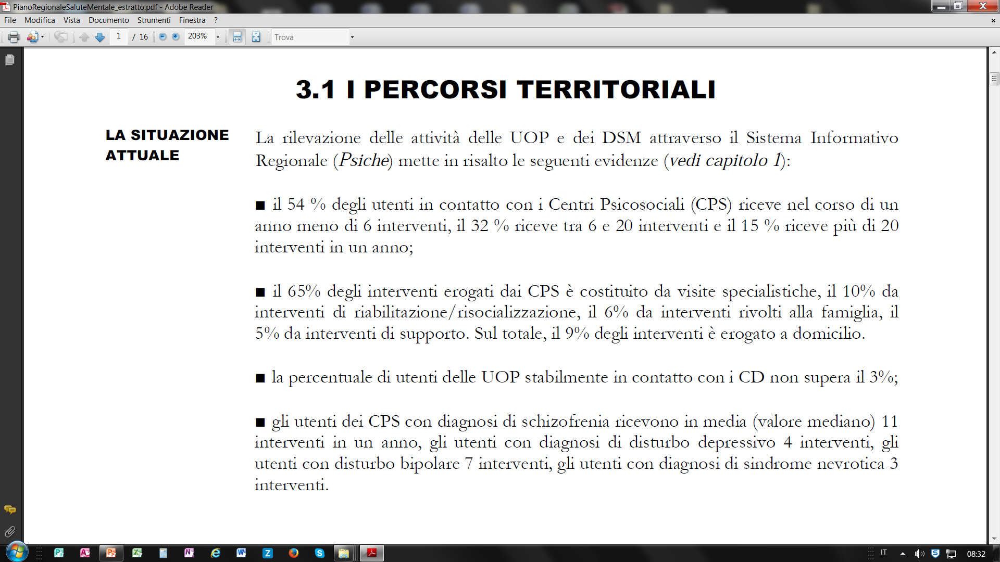 PianoRegionaleSaluteMentale_estratto.pdf - Adobe Reader
File Modifica Vista Documento Strumenti Finestra ?
1 / 16 203% Trova
3.1 I PERCORSI TERRITORIALI
LA SITUAZIONE
ATTUALE
La rilevazione delle attività delle UOP e dei DSM attraverso il Sistema Informativo
Regionale (Psiche) mette in risalto le seguenti evidenze (vedi capitolo 1):
■ il 54 % degli utenti in contatto con i Centri Psicosociali (CPS) riceve nel corso di un
anno meno di 6 interventi, il 32 % riceve tra 6 e 20 interventi e il 15 % riceve più di 20
interventi in un anno;
■ il 65% degli interventi erogati dai CPS è costituito da visite specialistiche, il 10% da
interventi di riabilitazione/risocializzazione, il 6% da interventi rivolti alla famiglia, il
5% da interventi di supporto. Sul totale, il 9% degli interventi è erogato a domicilio.
■ la percentuale di utenti delle UOP stabilmente in contatto con i CD non supera il 3%;
■ gli utenti dei CPS con diagnosi di schizofrenia ricevono in media (valore mediano) 11
interventi in un anno, gli utenti con diagnosi di disturbo depressivo 4 interventi, gli
utenti con disturbo bipolare 7 interventi, gli utenti con diagnosi di sindrome nevrotica 3
interventi.
IT 08:32